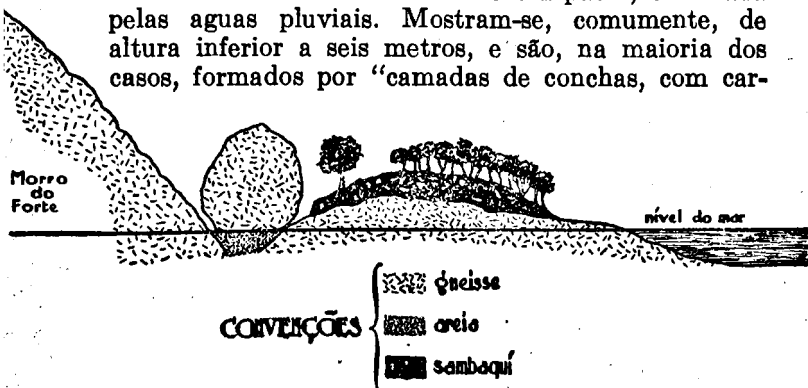 pelas aguas pluviais. Mostram-se, comumente, de
altura inferior a seis metros, e são, na maioria dos
casos, formados por “camadas de conchas, com car-
Morro
do
Forte
nível do mar
CONVENÇÕES
gneisse
areia
sambaquí